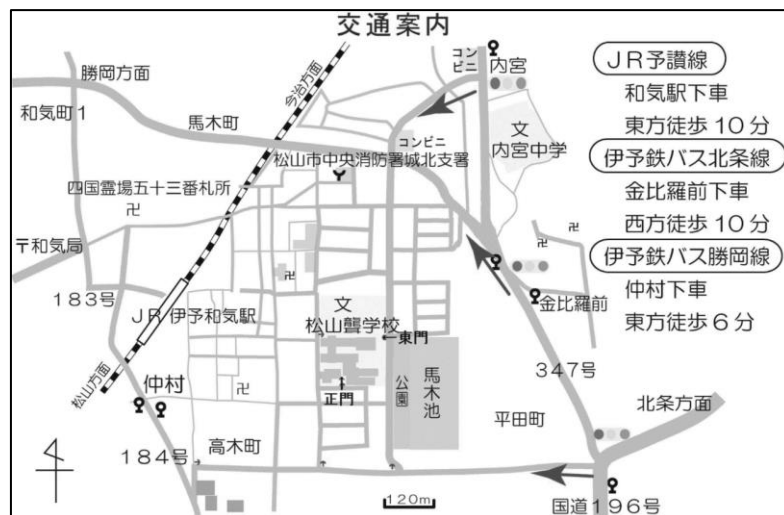 交通案内
コンビニ
内宮
勝岡方面
今治方面
和気町1
馬木町
コンビニ
文
内宮中学
松山市中央消防署城北支署
四国霊場五十三番札所
卍
卍
卍
〒和気局
卍
183号
文
松山聾学校
金比羅前
JR 伊予和気駅
←東門
347号
松山方面
仲村
卍
正門
公園
馬木池
平田町
北条方面
高木町
184号
120m
国道196号
JR予讃線
和気駅下車
東方徒歩10分
伊予鉄バス北条線
金比羅前下車
西方徒歩10分
伊予鉄バス勝岡線
仲村下車
東方徒歩6分